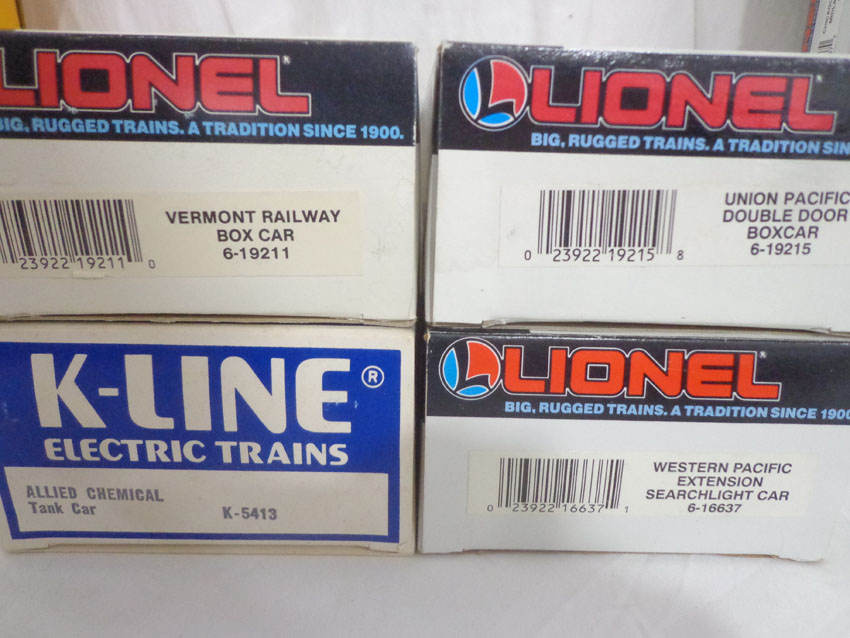 LIONEL
BIG, RUGGED TRAINS. A TRADITION SINCE 1900.
VERMONT RAILWAY
BOX CAR
6-19211
23922 19211 0
LIONEL
BIG, RUGGED TRAINS. A TRADITION SIN
UNION PACIFIC
DOUBLE DOOR
BOXCAR
6-19215
0 23922 19215 8
K-LINE®
ELECTRIC TRAINS
ALLIED CHEMICAL
Tank Car K-5413
LIONEL
BIG, RUGGED TRAINS. A TRADITION SINCE 1900
WESTERN PACIFIC
EXTENSION
SEARCHLIGHT CAR
6-16637
0 23922 16637 1